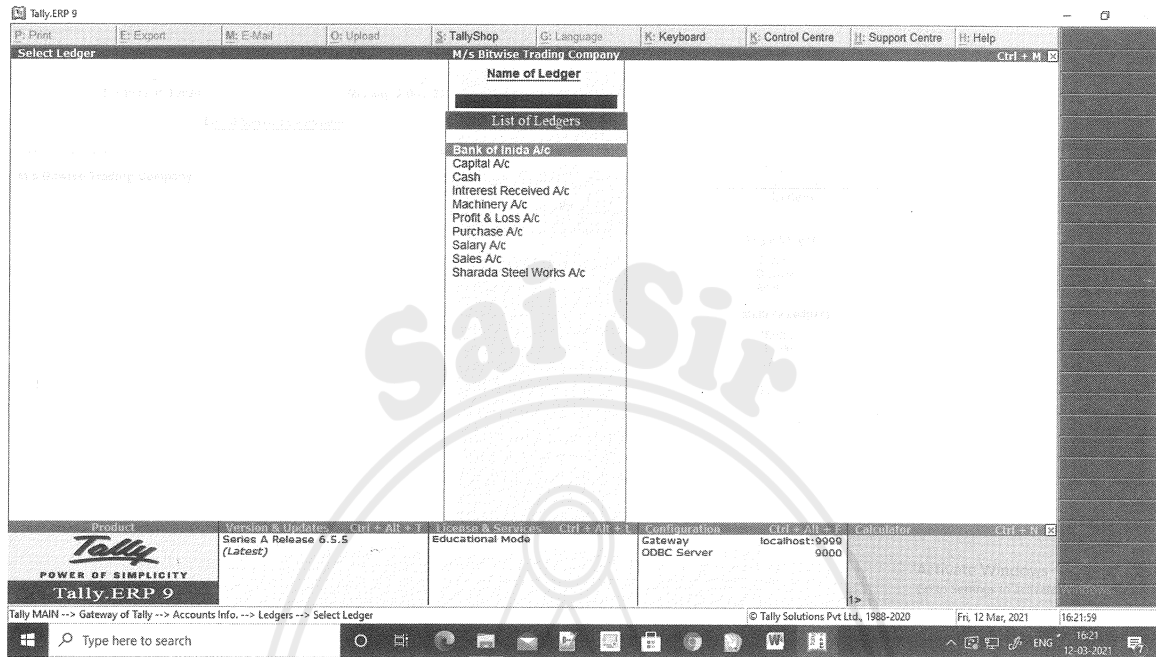 Tally.ERP 9
P: Print E: Export M: E-Mail O: Upload S: TallyShop G: Language K: Keyboard K: Control Centre H: Support Centre H: Help
Select Ledger M/s Bitwise Trading Company Ctrl + M
Name of Ledger
List of Ledgers
Bank of Inida A/c
Capital A/c
Cash
Intrerest Received A/c
Machinery A/c
Profit & Loss A/c
Purchase A/c
Salary A/c
Sales A/c
Sharada Steel Works A/c
Sai Sir
Product Version & Updates Ctrl + Alt + T License & Services Ctrl + Alt + L Configuration Ctrl + Alt + F Calculator Ctrl + N
Tally
POWER OF SIMPLICITY
Tally.ERP 9
Series A Release 6.5.5
(Latest)
Educational Mode
Gateway localhost:9999
ODBC Server 9000
1>
Tally MAIN --> Gateway of Tally --> Accounts Info. --> Ledgers --> Select Ledger © Tally Solutions Pvt Ltd., 1988-2020 Fri, 12 Mar, 2021 16:21:59
Type here to search ENG 16:21
12-03-2021